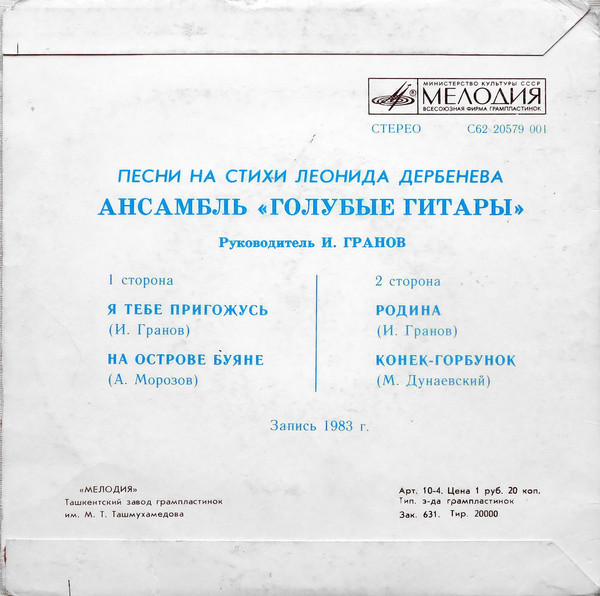 МИНИСТЕРСТВО КУЛЬТУРЫ СССР
МЕЛОДИЯ
ВСЕСОЮЗНАЯ ФИРМА ГРАМПЛАСТИНОК
СТЕРЕО С62 20579 001
ПЕСНИ НА СТИХИ ЛЕОНИДА ДЕРБЕНЕВА
АНСАМБЛЬ «ГОЛУБЫЕ ГИТАРЫ»
Руководитель И. ГРАНОВ
1 сторона
Я ТЕБЕ ПРИГОЖУСЬ
(И. Гранов)
НА ОСТРОВЕ БУЯНЕ
(А. Морозов)
2 сторона
РОДИНА
(И. Гранов)
КОНЕК-ГОРБУНОК
(М. Дунаевский)
Запись 1983 г.
«МЕЛОДИЯ»
Ташкентский завод грампластинок
им. М. Т. Ташмухамедова
Арт. 10-4. Цена 1 руб. 20 коп.
Тип. з-да грампластинок
Зак. 631. Тир. 20000